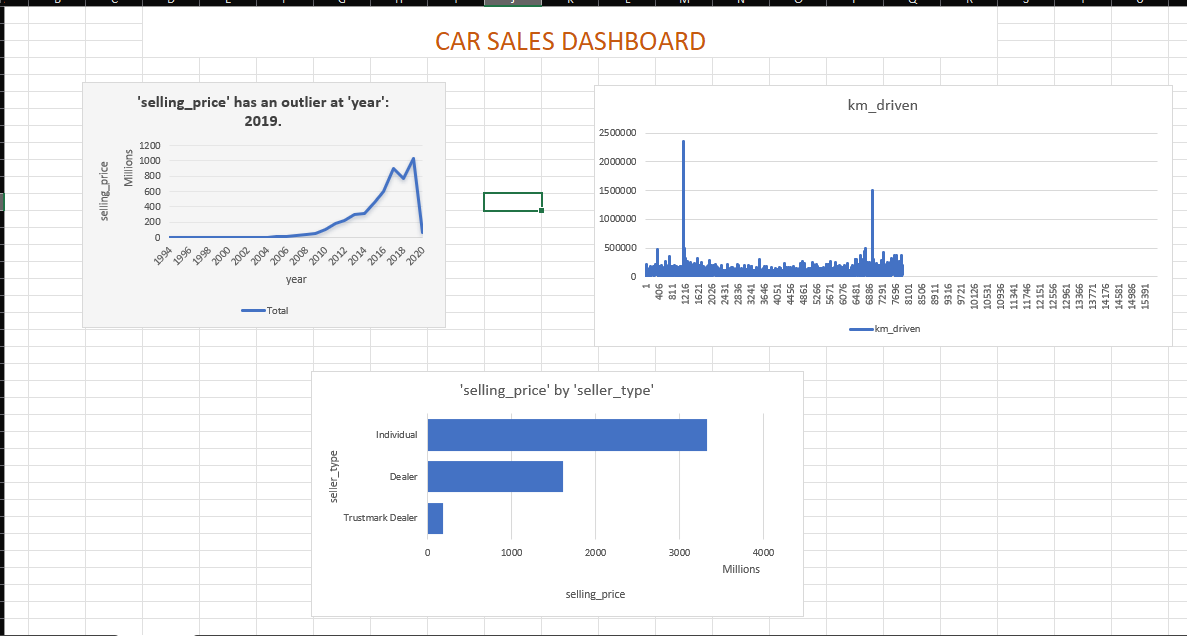 CAR SALES DASHBOARD
'selling_price' has an outlier at 'year':
2019.
selling_price
Millions
1200
1000
800
600
400
200
0
1994 1996 1998 2000 2002 2004 2006 2008 2010 2012 2014 2016 2018 2020
year
Total
km_driven
2500000
2000000
1500000
1000000
500000
0
1 406 811 1216 1621 2026 2431 2836 3241 3646 4051 4456 4861 5266 5671 6076 6481 6886 7291 7696 8101 8506 8911 9316 9721 10126 10531 10936 11341 11746 12151 12556 12961 13366 13771 14176 14581 14986 15391
km_driven
'selling_price' by 'seller_type'
seller_type
Individual
Dealer
Trustmark Dealer
0 1000 2000 3000 4000
Millions
selling_price